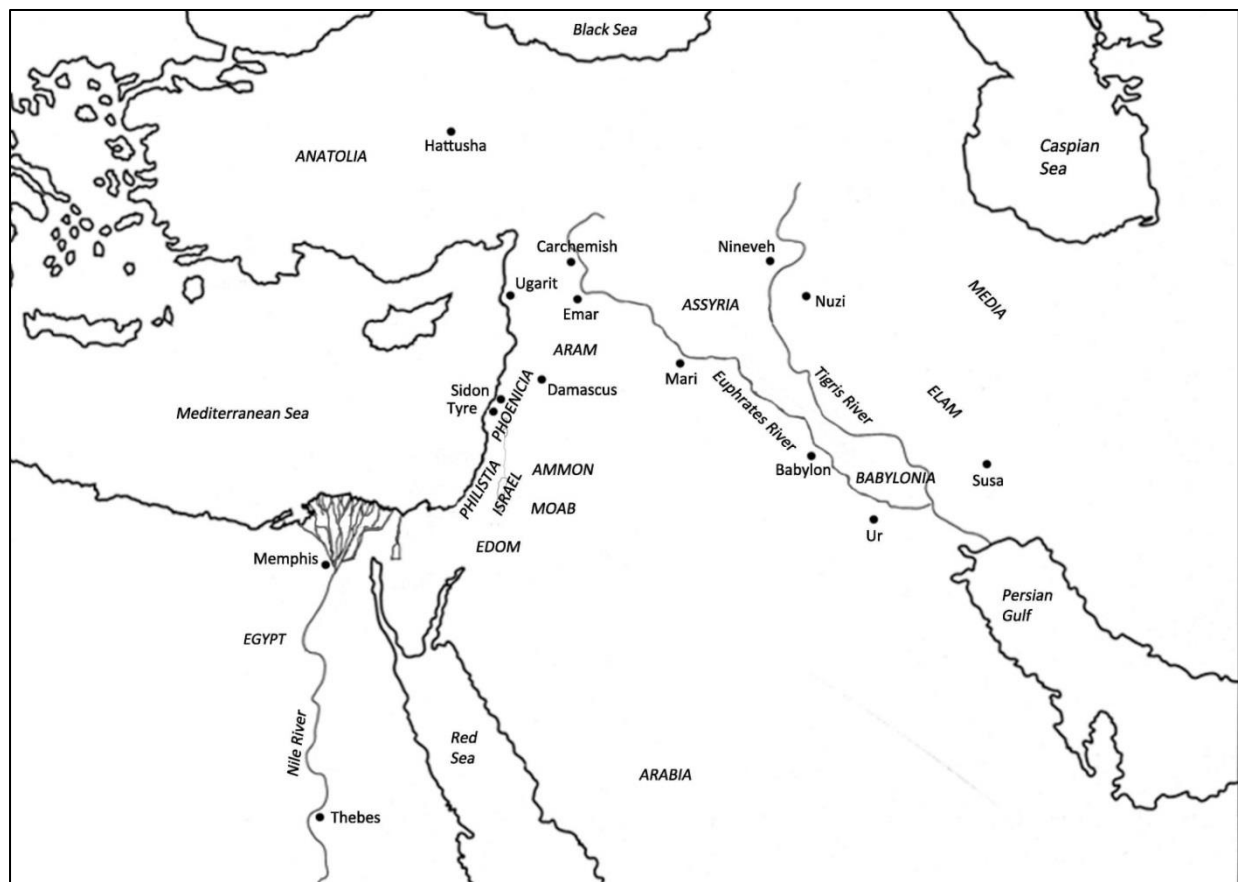 Black Sea
Hattusha
ANATOLIA
Caspian
Sea
Carchemish
Nineveh
Ugarit
Emar
ASSYRIA
Nuzi
MEDIA
ARAM
Mari
Damascus
Sidon
Tyre
PHOENICIA
Mediterranean Sea
Euphrates River
Tigris River
ELAM
PHILISTIA
ISRAEL
AMMON
Babylon
BABYLONIA
Susa
MOAB
Ur
EDOM
Memphis
Persian
Gulf
EGYPT
Nile River
Red
Sea
ARABIA
Thebes